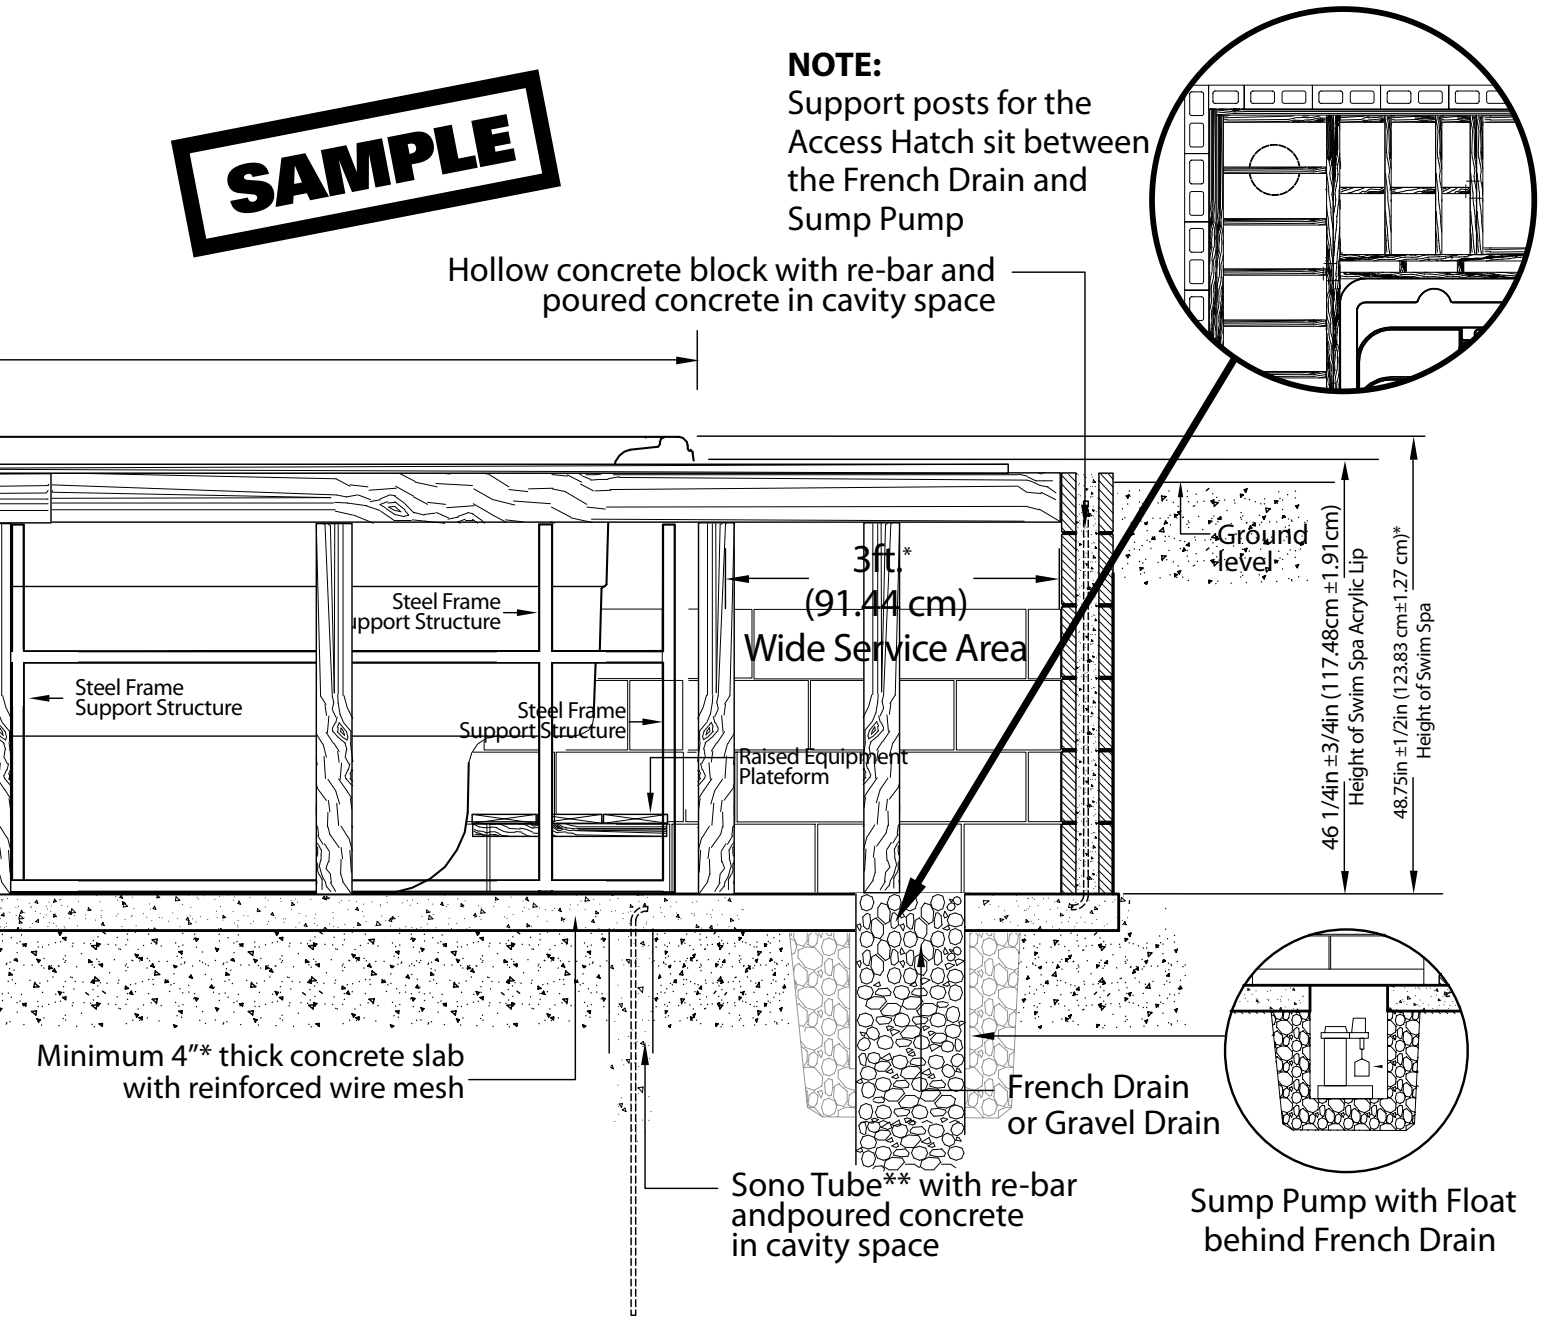 SAMPLE
NOTE:
Support posts for the
Access Hatch sit between
the French Drain and
Sump Pump
Hollow concrete block with re-bar and
poured concrete in cavity space
Ground
level
3ft.*
(91.44 cm)
Wide Service Area
Steel Frame
upport Structure
Steel Frame
Support Structure
Steel Frame
Support Structure
Raised Equipment
Plateform
46 1/4in ±3/4in (117.48cm ±1.91cm)
Height of Swim Spa Acrylic Lip
48.75in ±1/2in (123.83 cm±1.27 cm)*
Height of Swim Spa
Minimum 4”* thick concrete slab
with reinforced wire mesh
French Drain
or Gravel Drain
Sono Tube** with re-bar
andpoured concrete
in cavity space
Sump Pump with Float
behind French Drain